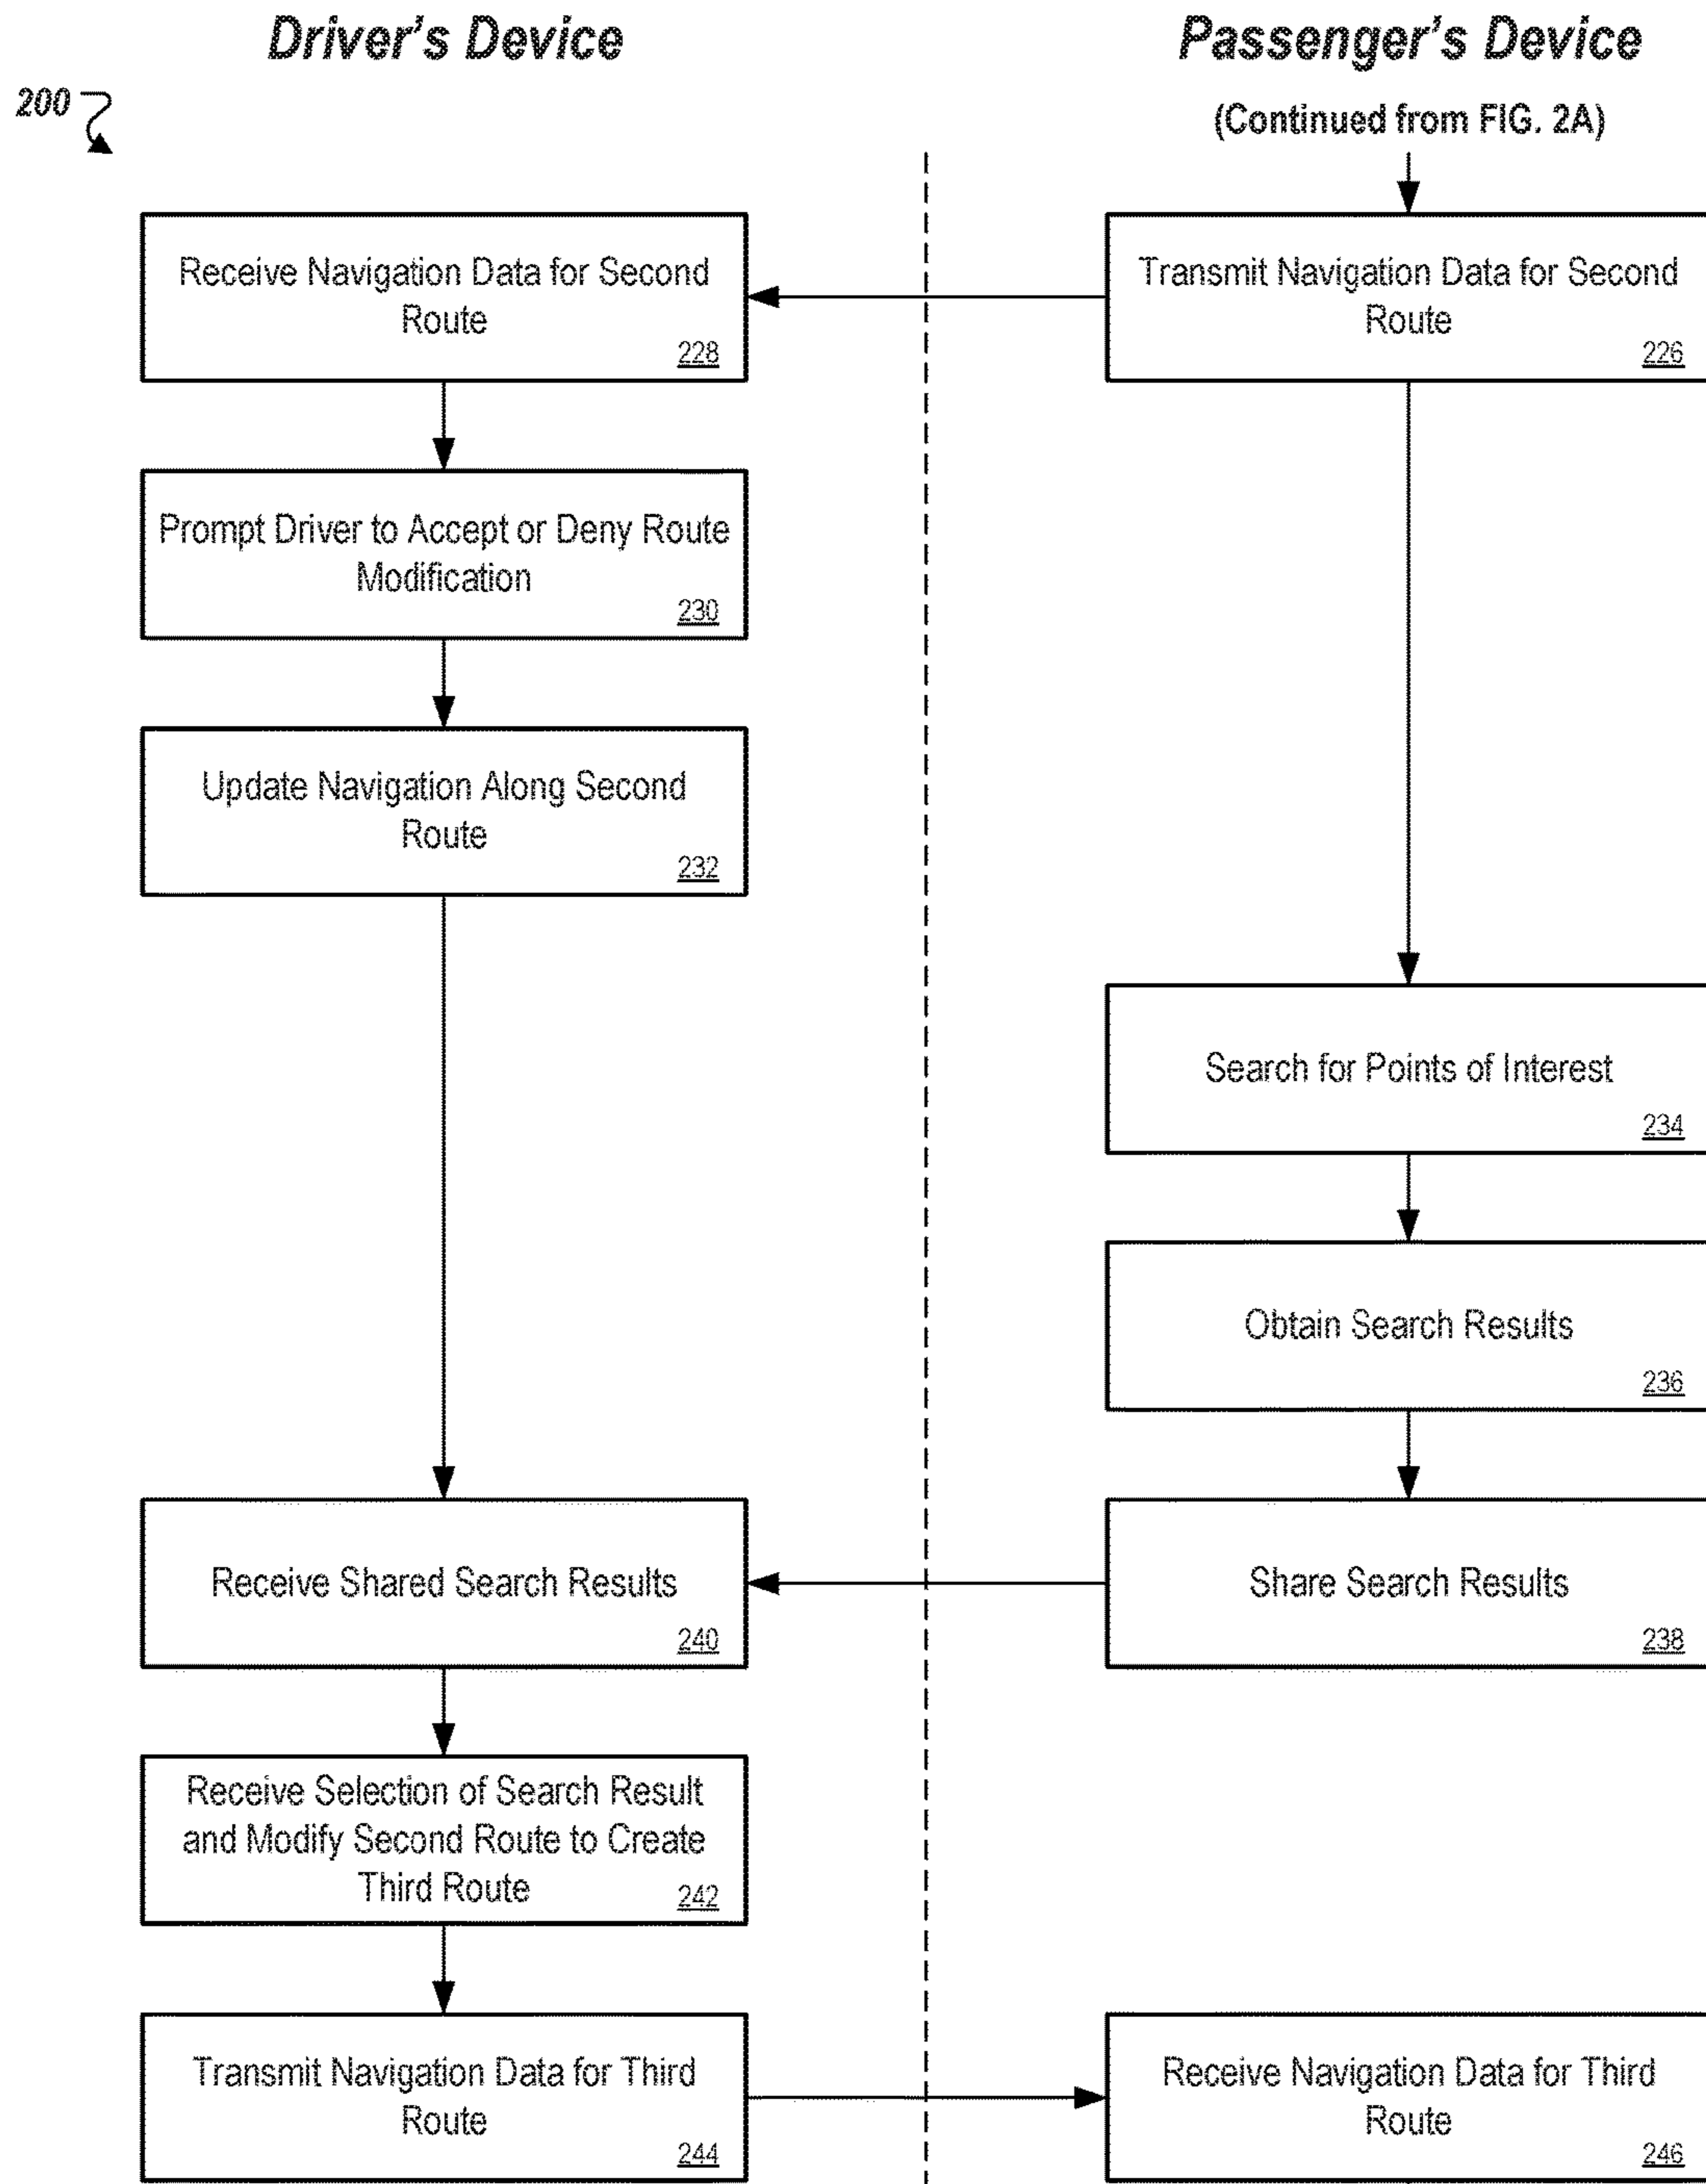 Driver's Device
Passenger's Device
200
(Continued from FIG. 2A)
Receive Navigation Data for Second
Route
228
Transmit Navigation Data for Second
Route
226
Prompt Driver to Accept or Deny Route
Modification
230
Update Navigation Along Second
Route
232
Search for Points of Interest
234
Obtain Search Results
236
Receive Shared Search Results
240
Share Search Results
238
Receive Selection of Search Result
and Modify Second Route to Create
Third Route
242
Transmit Navigation Data for Third
Route
244
Receive Navigation Data for Third
Route
246